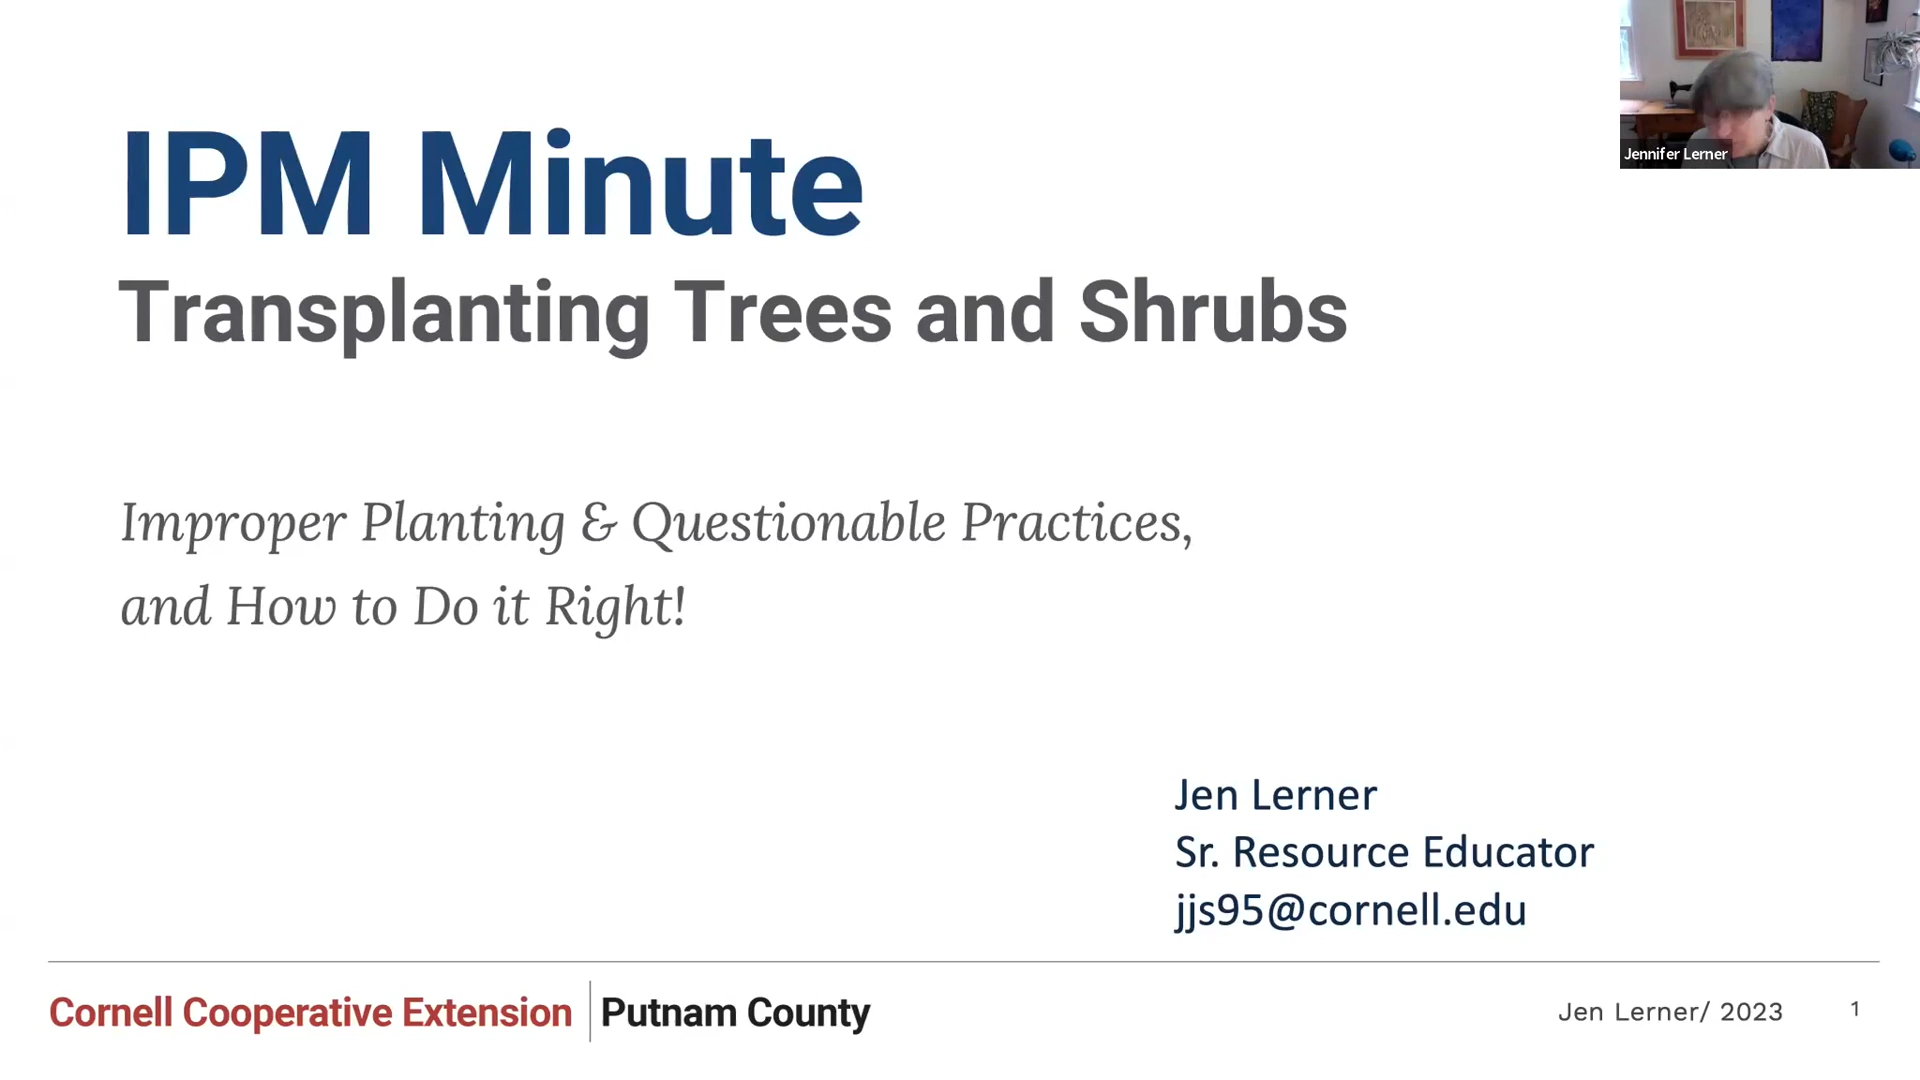 IPM Minute
Transplanting Trees and Shrubs
Improper Planting & Questionable Practices,
and How to Do it Right!
Jen Lerner
Sr. Resource Educator
jjs95@cornell.edu
Cornell Cooperative Extension | Putnam County
Jen Lerner/ 2023
1
Jennifer Lerner